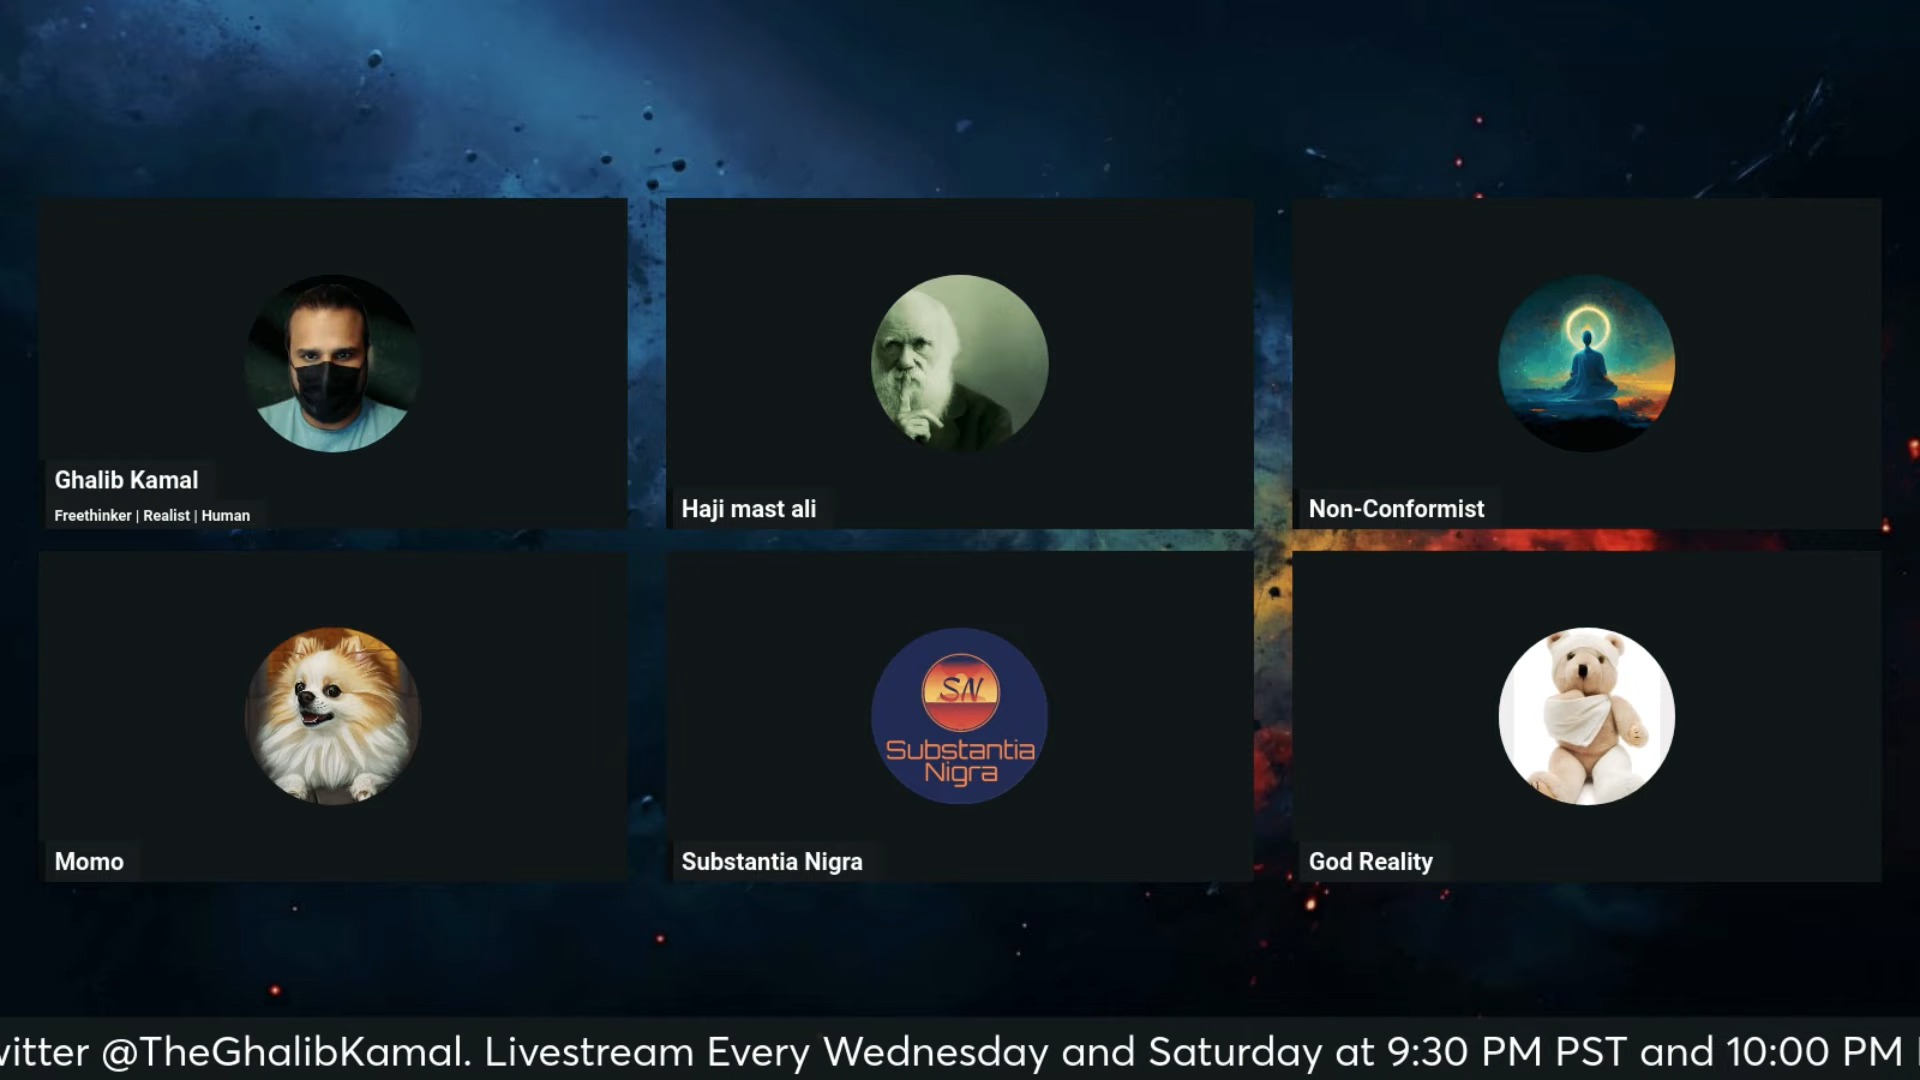 Ghalib Kamal
Freethinker | Realist | Human
Haji mast ali
Non-Conformist
Momo
SN
Substantia
Nigra
Substantia Nigra
God Reality
witter @TheGhalibKamal. Livestream Every Wednesday and Saturday at 9:30 PM PST and 10:00 PM